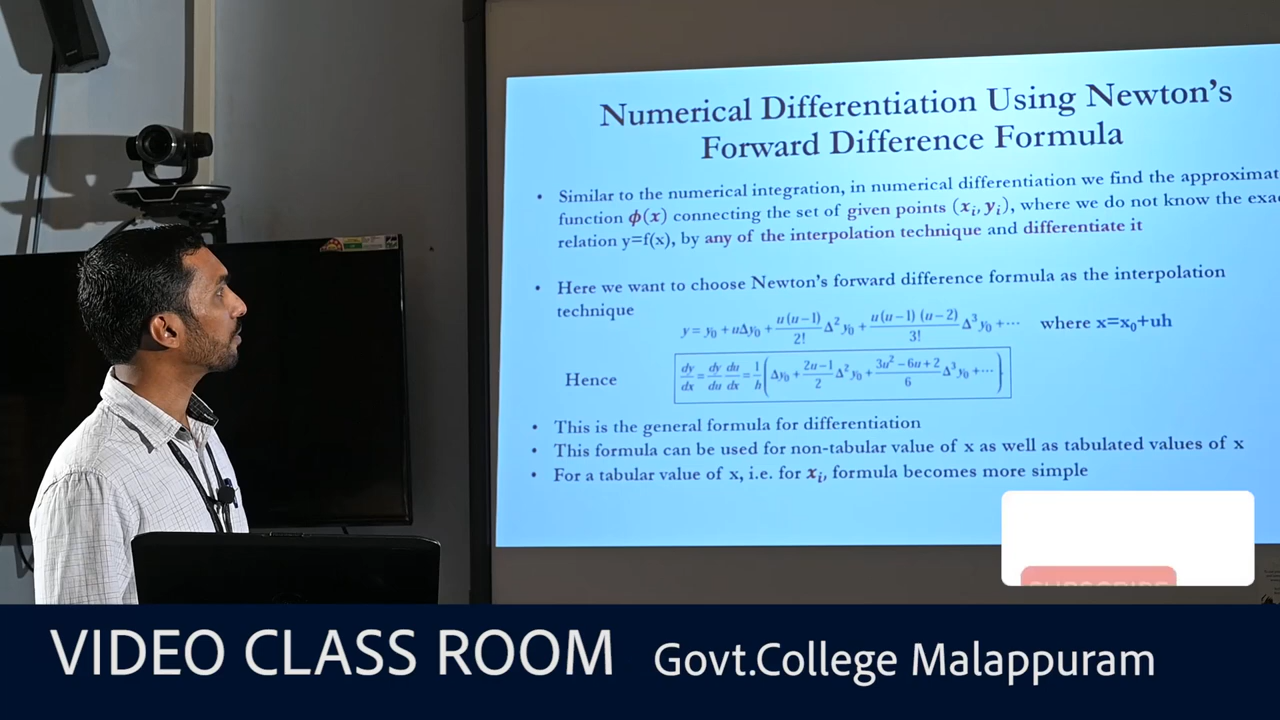 Numerical Differentiation Using Newton's
Forward Difference Formula
• Similar to the numerical integration, in numerical differentiation we find the approximat
function ϕ(x) connecting the set of given points (xᵢ, yᵢ), where we do not know the exa
relation y=f(x), by any of the interpolation technique and differentiate it
• Here we want to choose Newton's forward difference formula as the interpolation
technique
y = y₀ + uΔy₀ + u(u−1)/2! Δ²y₀ + u(u−1)(u−2)/3! Δ³y₀ + ⋯ where x=x₀+uh
Hence dy/dx = dy/du du/dx = 1/h (Δy₀ + 2u−1/2 Δ²y₀ + 3u²−6u+2/6 Δ³y₀ + ⋯)
• This is the general formula for differentiation
• This formula can be used for non-tabular value of x as well as tabulated values of x
• For a tabular value of x, i.e. for xᵢ, formula becomes more simple
SUBSCRIBE
VIDEO CLASS ROOM Govt.College Malappuram